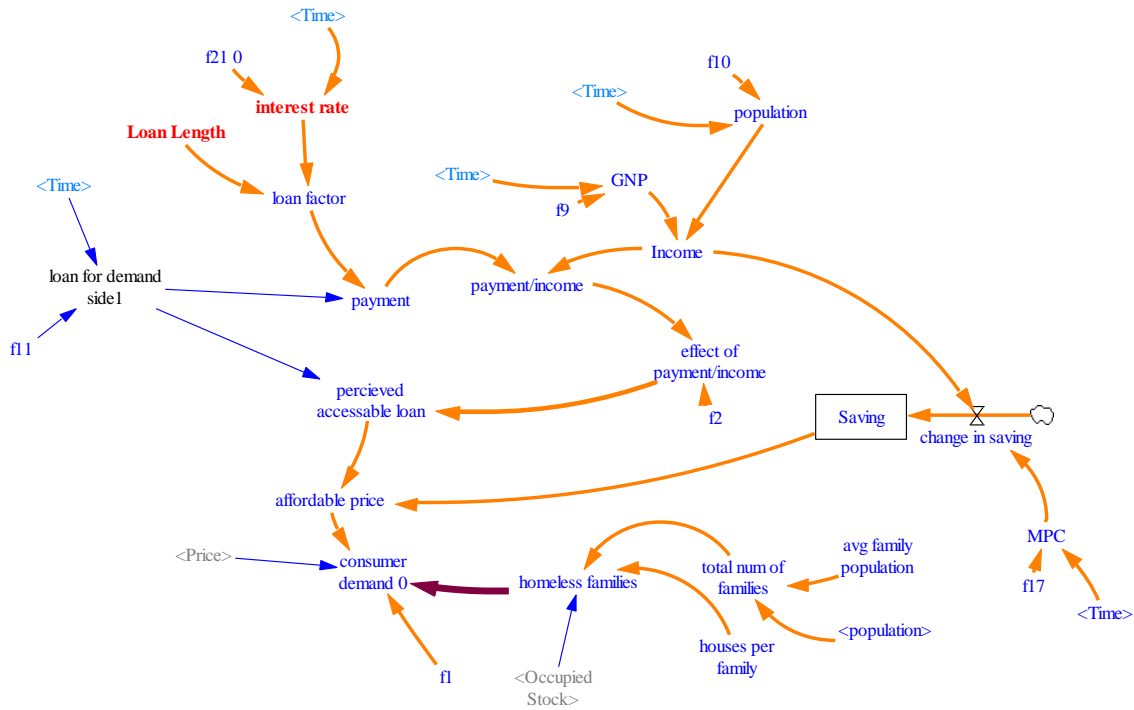 <Time>
f21 0
f10
interest rate
<Time>
population
Loan Length
<Time>
GNP
<Time>
loan factor
f9
Income
loan for demand
side1
payment/income
payment
f11
effect of
payment/income
percieved
accessable loan
f2
Saving
change in saving
affordable price
MPC
<Price>
consumer
demand 0
homeless families
total num of
families
avg family
population
f17
<Time>
<population>
houses per
family
f1
<Occupied
Stock>